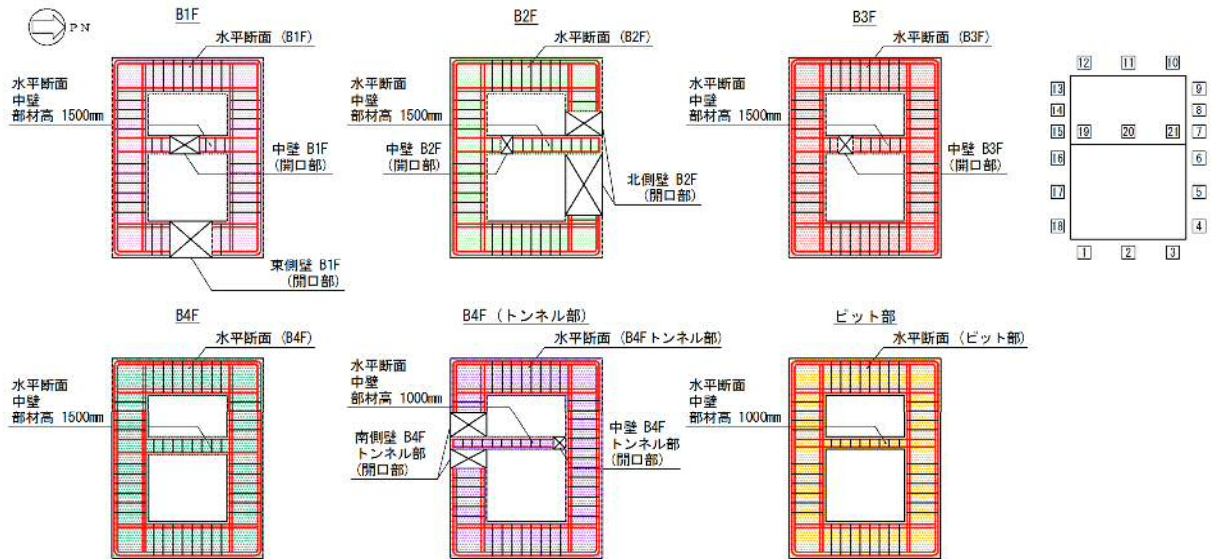 PN
B1F
水平断面 (B1F)
水平断面
中壁
部材高 1500mm
中壁 B1F
(開口部)
東側壁 B1F
(開口部)
B2F
水平断面 (B2F)
水平断面
中壁
部材高 1500mm
中壁 B2F
(開口部)
北側壁 B2F
(開口部)
B3F
水平断面 (B3F)
水平断面
中壁
部材高 1500mm
中壁 B3F
(開口部)
12 11 10
13 9
14 8
15 19 20 21 7
16 6
17 5
18 4
1 2 3
B4F
水平断面 (B4F)
水平断面
中壁
部材高 1500mm
B4F (トンネル部)
水平断面 (B4Fトンネル部)
水平断面
中壁
部材高 1000mm
南側壁 B4F
トンネル部
(開口部)
中壁 B4F
トンネル部
(開口部)
ピット部
水平断面 (ピット部)
水平断面
中壁
部材高 1000mm